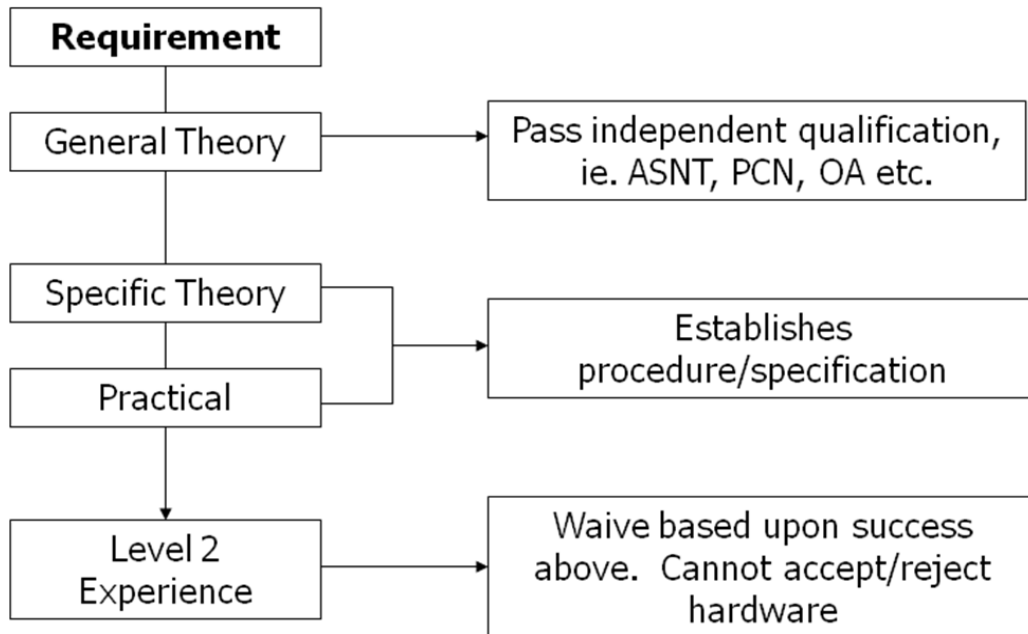 Requirement
General Theory
Pass independent qualification,
ie. ASNT, PCN, OA etc.
Specific Theory
Establishes
procedure/specification
Practical
Level 2
Experience
Waive based upon success
above.  Cannot accept/reject
hardware